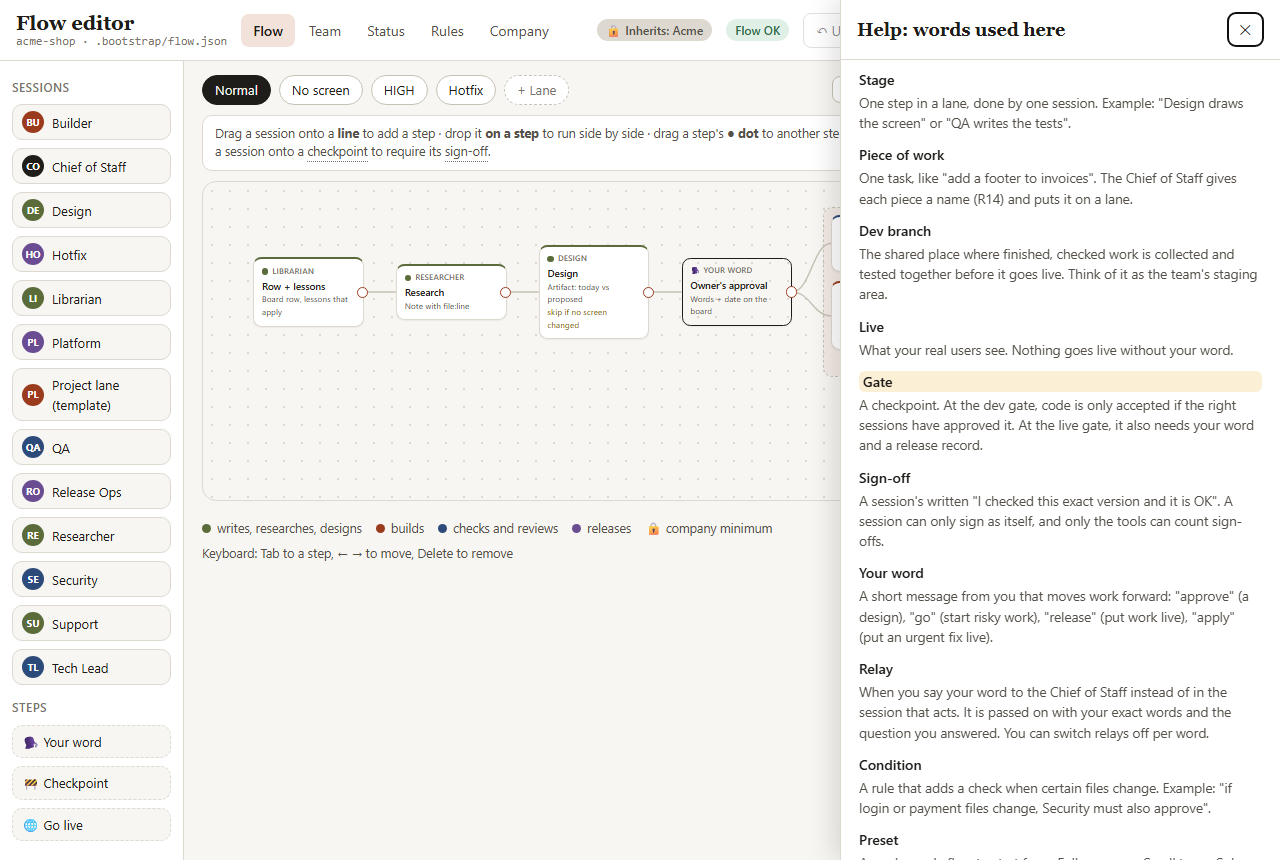 Flow editor
acme-shop · .bootstrap/flow.json
Flow
Team
Status
Rules
Company
Inherits: Acme
Flow OK
SESSIONS
BU Builder
CO Chief of Staff
DE Design
HO Hotfix
LI Librarian
PL Platform
PL Project lane
(template)
QA QA
RO Release Ops
RE Researcher
SE Security
SU Support
TL Tech Lead
STEPS
Your word
Checkpoint
Go live
Normal
No screen
HIGH
Hotfix
+ Lane
Drag a session onto a line to add a step · drop it on a step to run side by side · drag a step's ● dot to another ste
a session onto a checkpoint to require its sign-off.
LIBRARIAN
Row + lessons
Board row, lessons that
apply
RESEARCHER
Research
Note with file:line
DESIGN
Design
Artifact: today vs
proposed
skip if no screen
changed
YOUR WORD
Owner's approval
Words + date on the
board
writes, researches, designs
builds
checks and reviews
releases
company minimum
Keyboard: Tab to a step, ← → to move, Delete to remove
Help: words used here
Stage
One step in a lane, done by one session. Example: "Design draws
the screen" or "QA writes the tests".
Piece of work
One task, like "add a footer to invoices". The Chief of Staff gives
each piece a name (R14) and puts it on a lane.
Dev branch
The shared place where finished, checked work is collected and
tested together before it goes live. Think of it as the team's staging
area.
Live
What your real users see. Nothing goes live without your word.
Gate
A checkpoint. At the dev gate, code is only accepted if the right
sessions have approved it. At the live gate, it also needs your word
and a release record.
Sign-off
A session's written "I checked this exact version and it is OK". A
session can only sign as itself, and only the tools can count sign-
offs.
Your word
A short message from you that moves work forward: "approve" (a
design), "go" (start risky work), "release" (put work live), "apply"
(put an urgent fix live).
Relay
When you say your word to the Chief of Staff instead of in the
session that acts. It is passed on with your exact words and the
question you answered. You can switch relays off per word.
Condition
A rule that adds a check when certain files change. Example: "if
login or payment files change, Security must also approve".
Preset